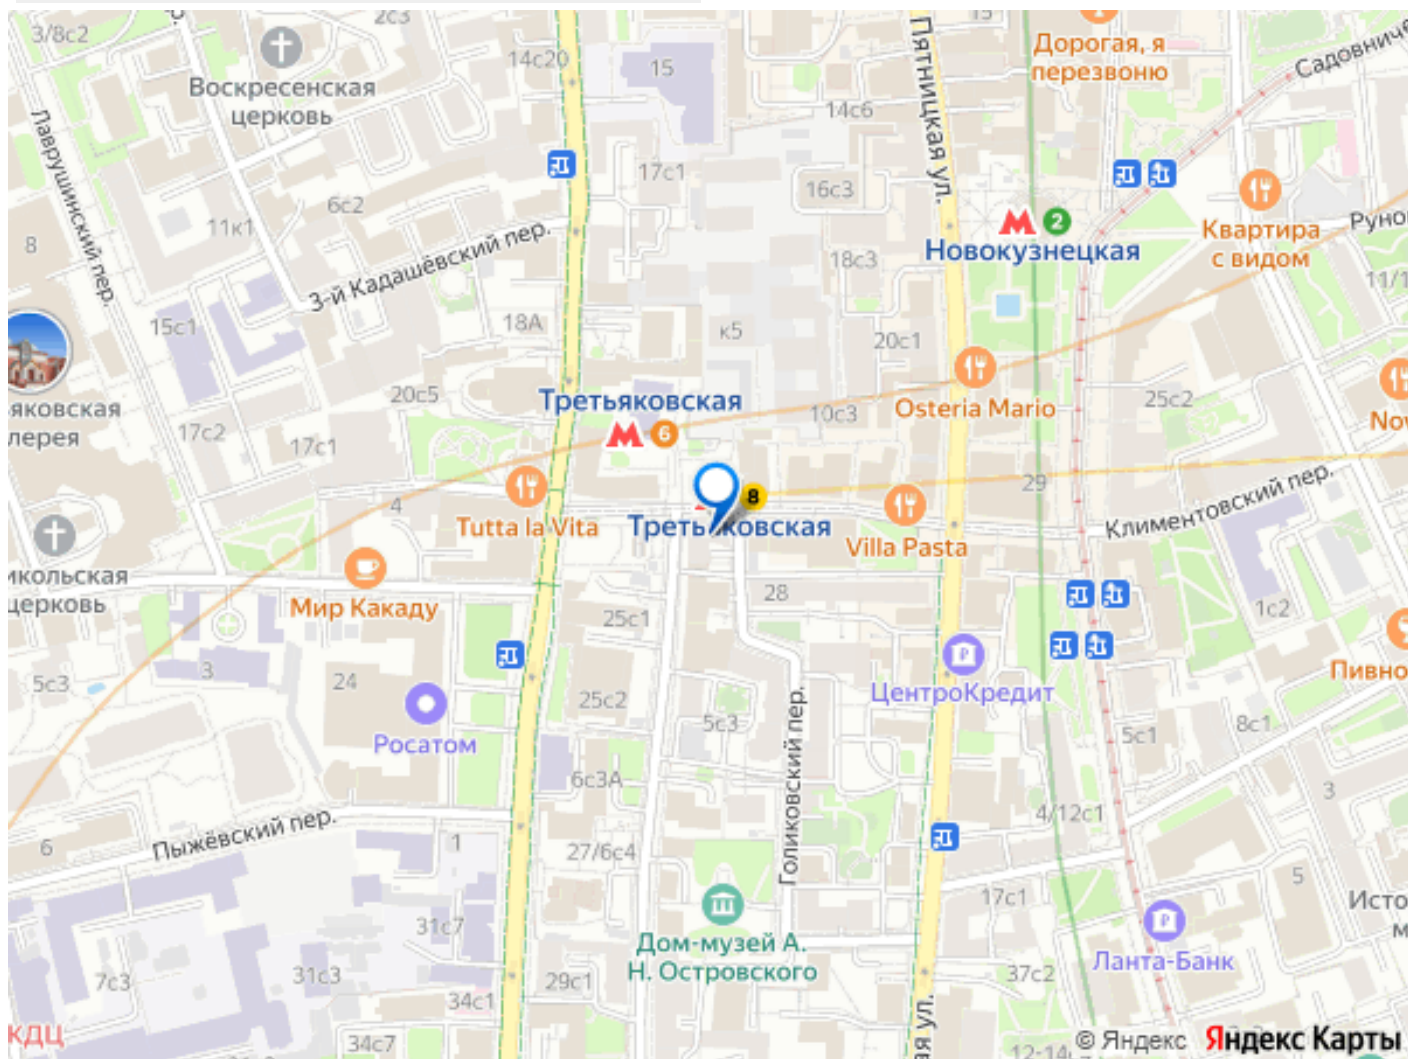 3/8с2
2с3
14с20
15
15
Дорогая, я
перезвоню
Садовниче
Воскресенская
церковь
Пятницкая ул.
14с6
Лаврушинский пер.
17с1
16с3
6с2
11к1
8
2
Новокузнецкая
Квартира
с видом
Руно
3-й Кадашёвский пер.
18с3
11/1
15с1
18А
к5
20с1
яковская
лерея
20с5
Третьяковская
6
10с3
Osteria Mario
25с2
Nov
17с2
17с1
4
Tutta la Vita
8
Третьяковская
Villa Pasta
29
Климентовский пер.
икольская
церковь
Мир Какаду
28
25с1
1с2
3
5с3
24
25с2
5с3
ЦентроКредит
Пивно
8с1
5с1
Росатом
Голиковский пер.
6с3А
3
4/12с1
Пыжёвский пер.
6
1
27/6с4
5
17с1
31с7
Исто
м
Дом-музей А.
Н. Островского
Ланта-Банк
7с3
31с3
29с1
37с2
34с1
КДЦ
34с7
ая ул.
12-14
© Яндекс
Яндекс Карты